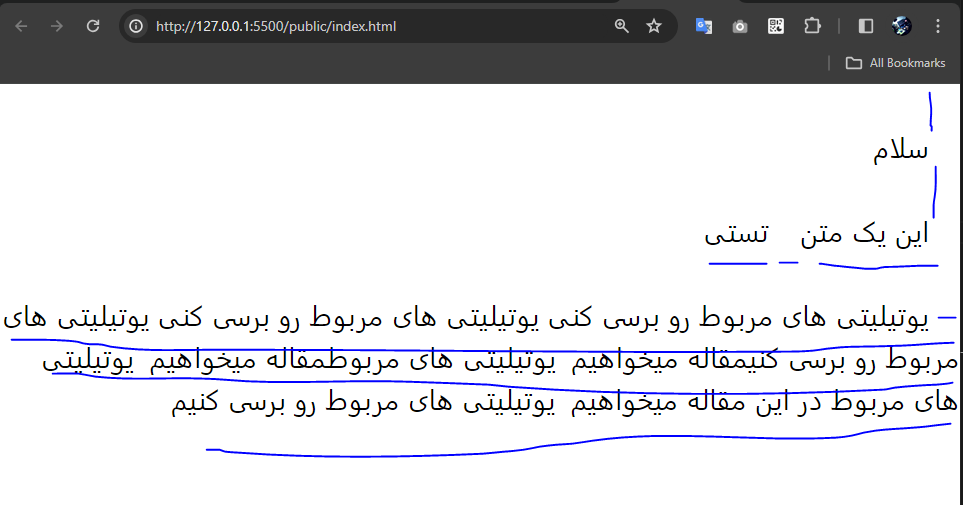 http://127.0.0.1:5500/public/index.html
All Bookmarks
سلام
این یک متن تستی
یوتیلیتی های مربوط رو برسی کنی یوتیلیتی های مربوط رو برسی کنی یوتیلیتی های
مربوط رو برسی کنیمقاله میخواهیم یوتیلیتی های مربوطمقاله میخواهیم یوتیلیتی
های مربوط در این مقاله میخواهیم یوتیلیتی های مربوط رو برسی کنیم